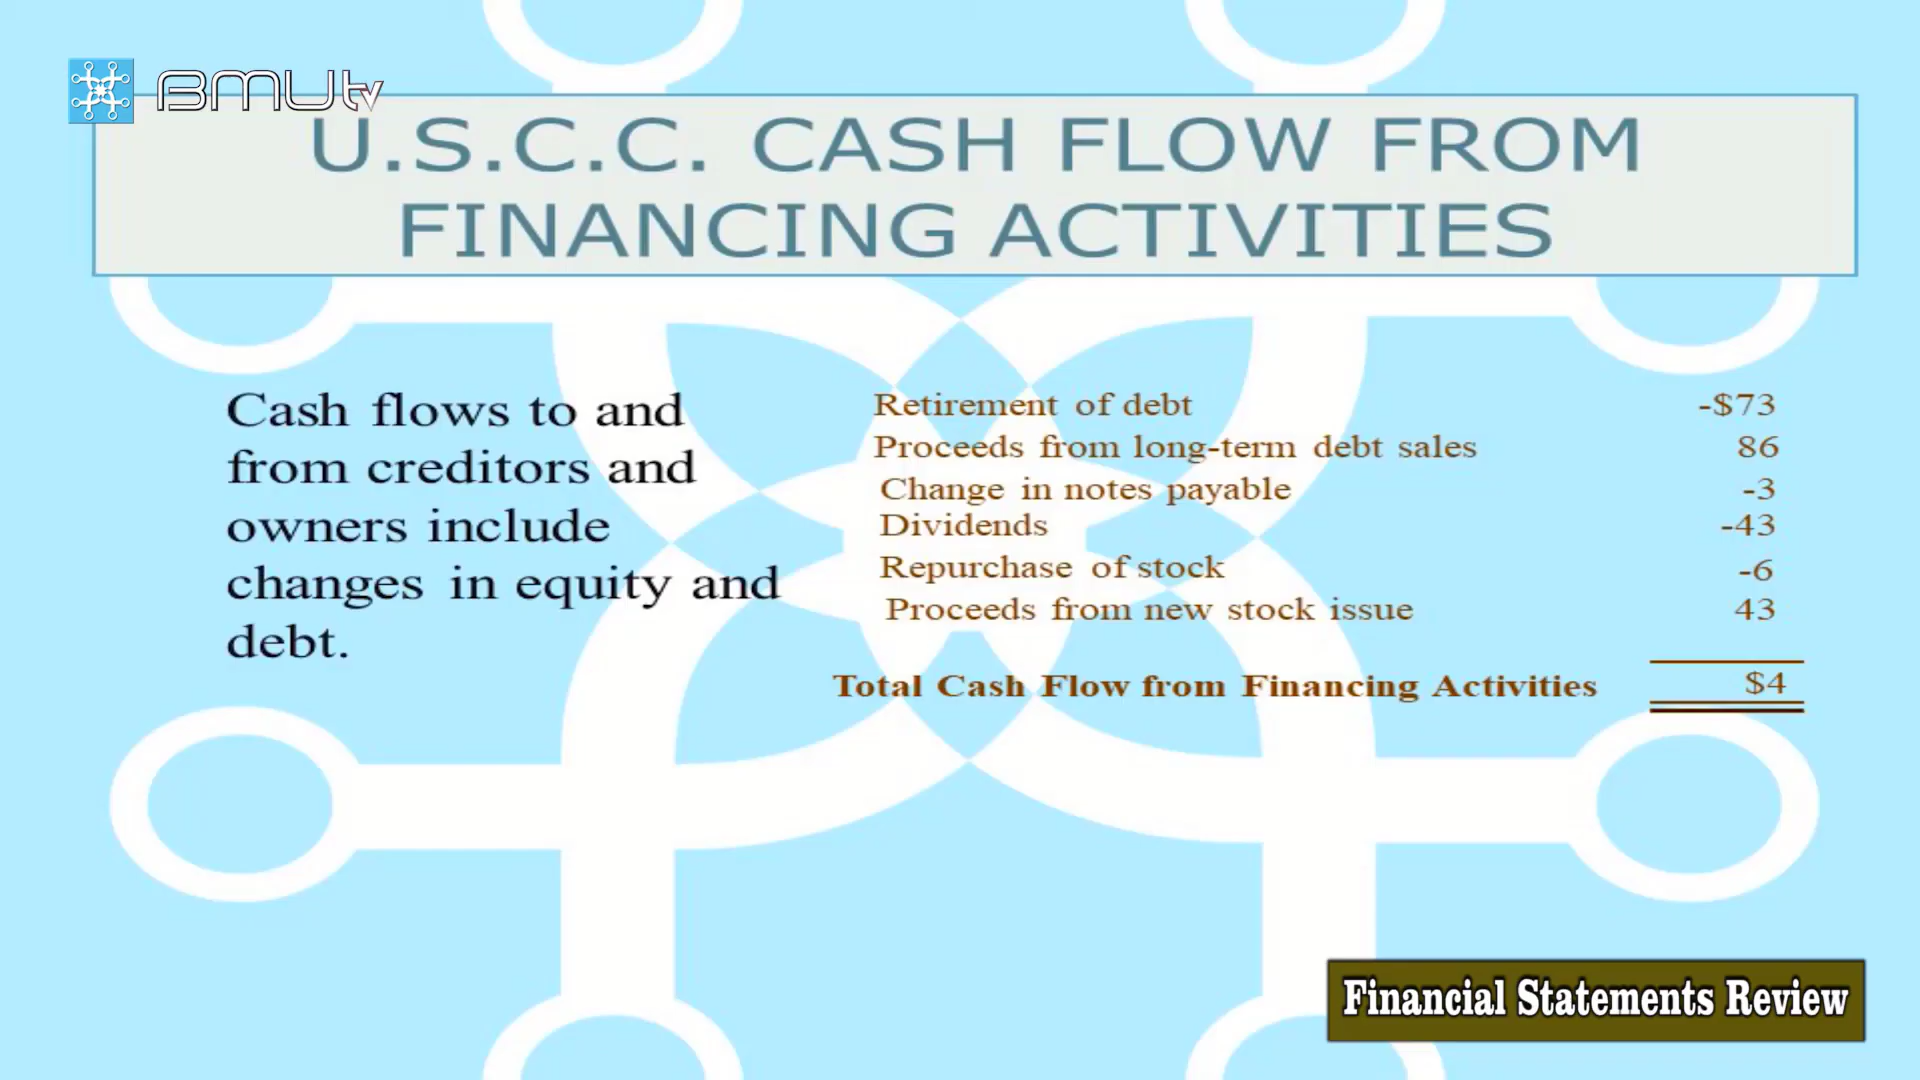 BMUtv
U.S.C.C. CASH FLOW FROM
FINANCING ACTIVITIES
Cash flows to and
from creditors and
owners include
changes in equity and
debt.
Retirement of debt -$73
Proceeds from long-term debt sales 86
Change in notes payable -3
Dividends -43
Repurchase of stock -6
Proceeds from new stock issue 43
Total Cash Flow from Financing Activities $4
Financial Statements Review